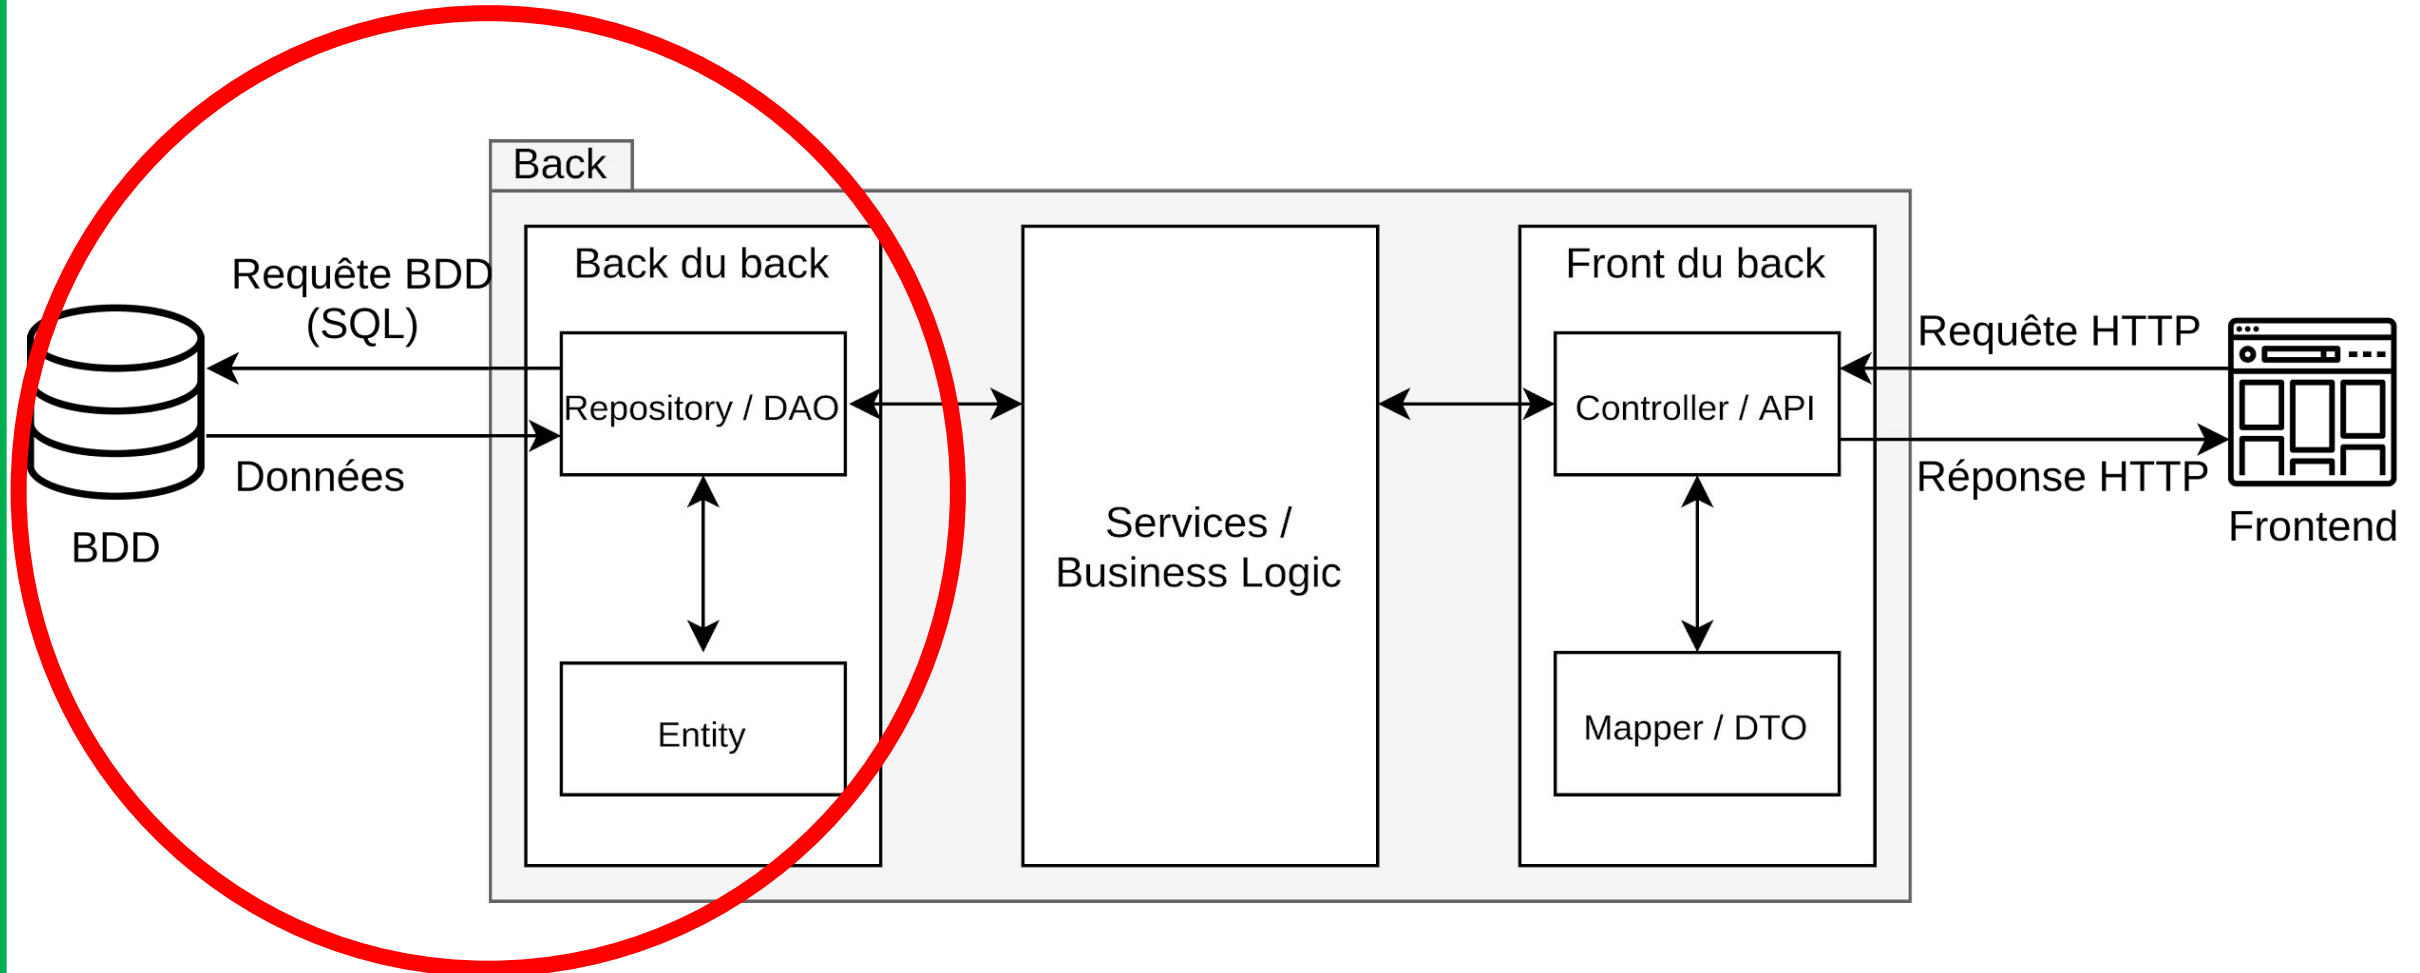 Back
Requête BDD
(SQL)
Données
BDD
Back du back
Repository / DAO
Entity
Services /
Business Logic
Front du back
Controller / API
Mapper / DTO
Requête HTTP
Réponse HTTP
Frontend